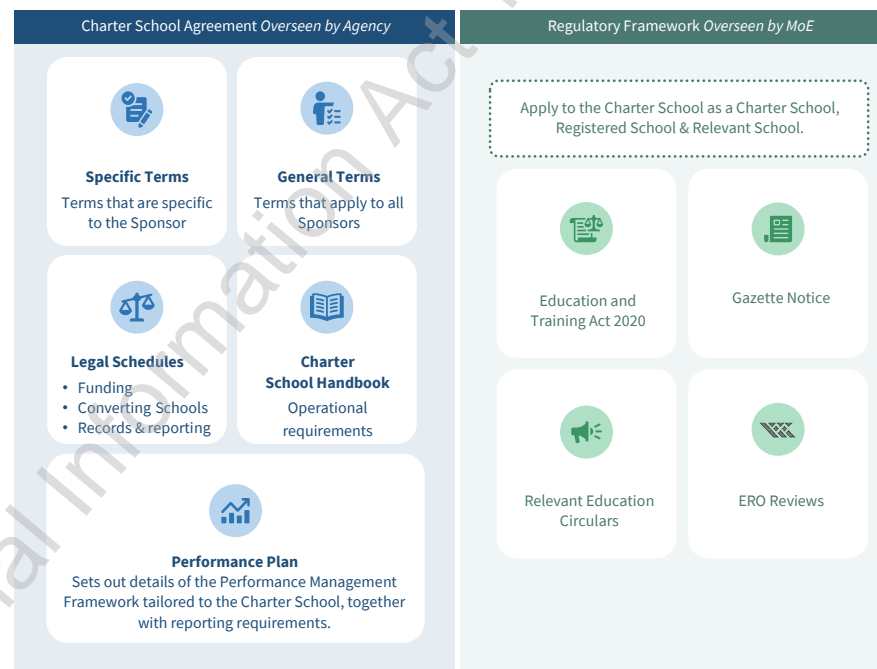 Charter School Agreement Overseen by Agency
Specific Terms
Terms that are specific
to the Sponsor
General Terms
Terms that apply to all
Sponsors
Legal Schedules
• Funding
• Converting Schools
• Records & reporting
Charter
School Handbook
Operational
requirements
Performance Plan
Sets out details of the Performance Management
Framework tailored to the Charter School, together
with reporting requirements.
Regulatory Framework Overseen by MoE
Apply to the Charter School as a Charter School,
Registered School & Relevant School.
Education and
Training Act 2020
Gazette Notice
Relevant Education
Circulars
ERO Reviews
Information Act